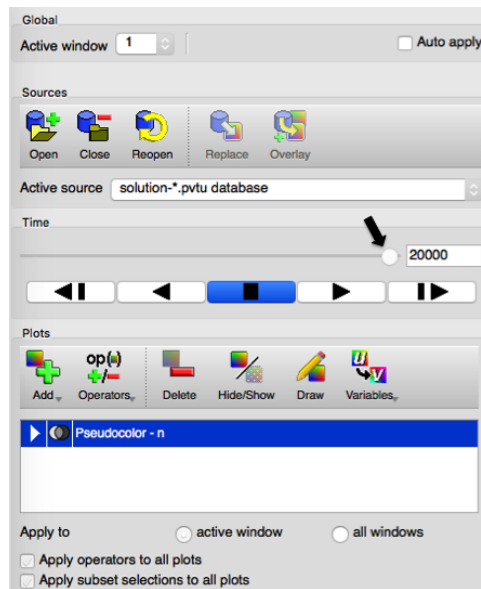 Global
Active window 1 Auto apply
Sources
Open Close Reopen Replace Overlay
Active source solution-*.pvtu database
Time
20000
Plots
op(▪)
+/–
Add Operators Delete Hide/Show Draw Variables
Pseudocolor - n
Apply to active window all windows
Apply operators to all plots
Apply subset selections to all plots